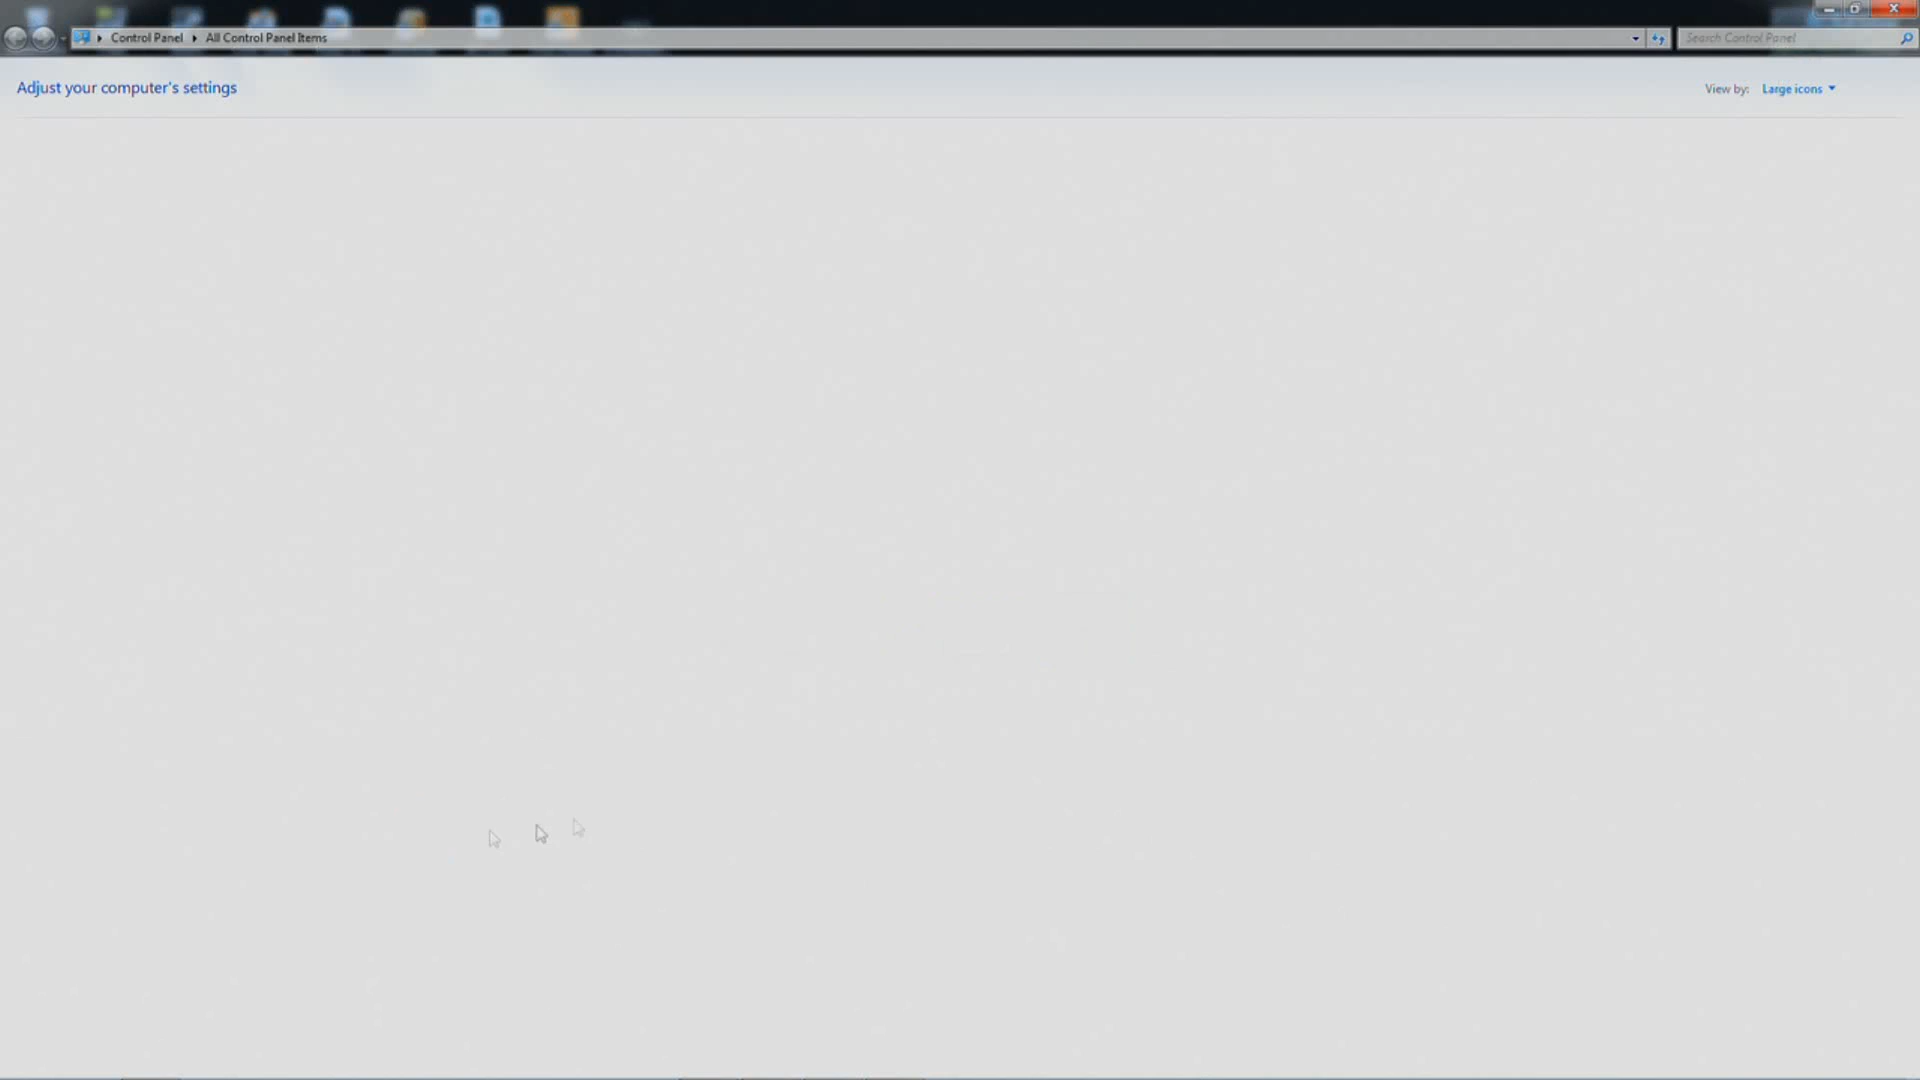 Control Panel All Control Panel Items
Search Control Panel
Adjust your computer's settings
View by: Large icons